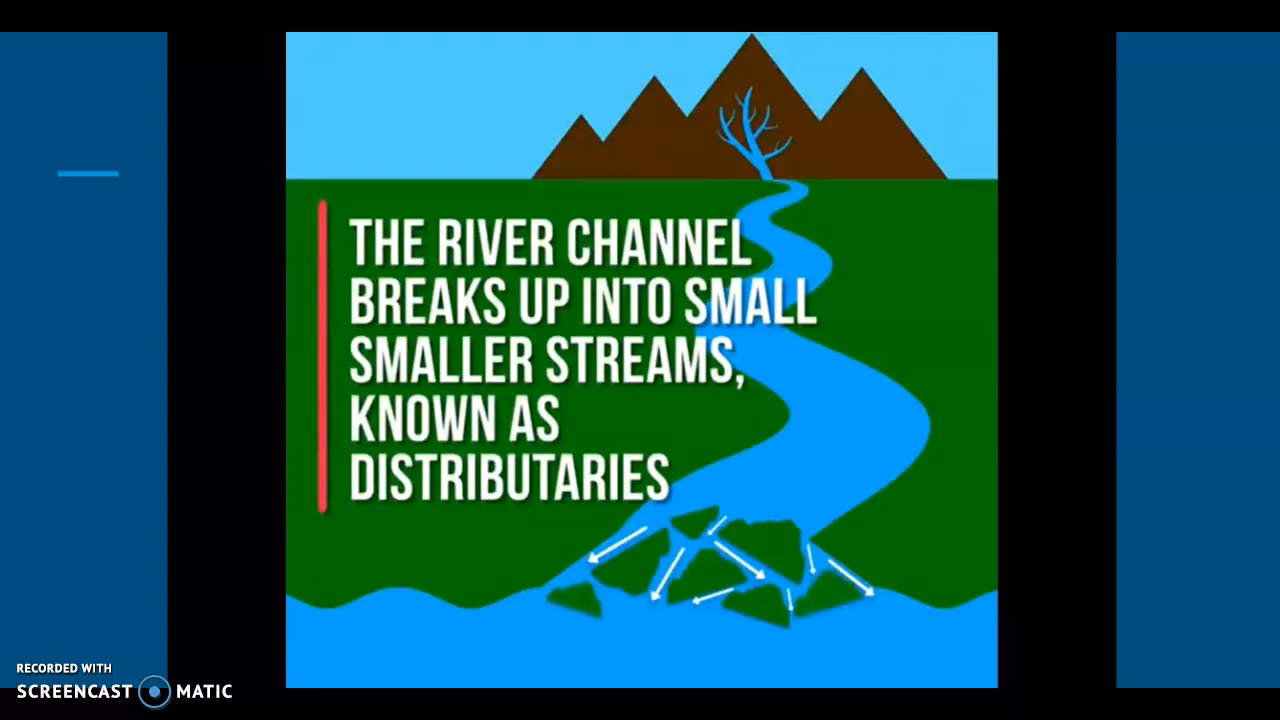 THE RIVER CHANNEL
BREAKS UP INTO SMALL
SMALLER STREAMS,
KNOWN AS
DISTRIBUTARIES
RECORDED WITH
SCREENCAST MATIC